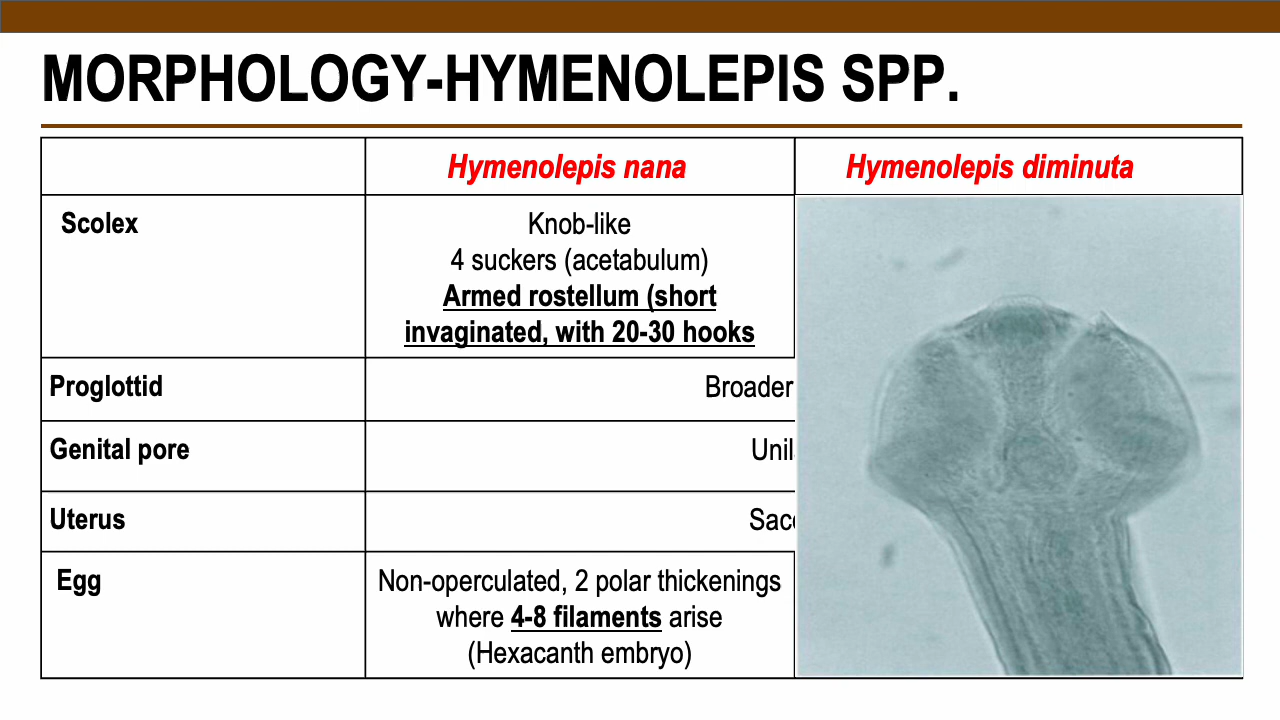 MORPHOLOGY-HYMENOLEPIS SPP.
Hymenolepis nana
Hymenolepis diminuta
Scolex
Knob-like
4 suckers (acetabulum)
Armed rostellum (short
invaginated, with 20-30 hooks
Proglottid
Broader
Genital pore
Unil
Uterus
Sacc
Egg
Non-operculated, 2 polar thickenings
where 4-8 filaments arise
(Hexacanth embryo)